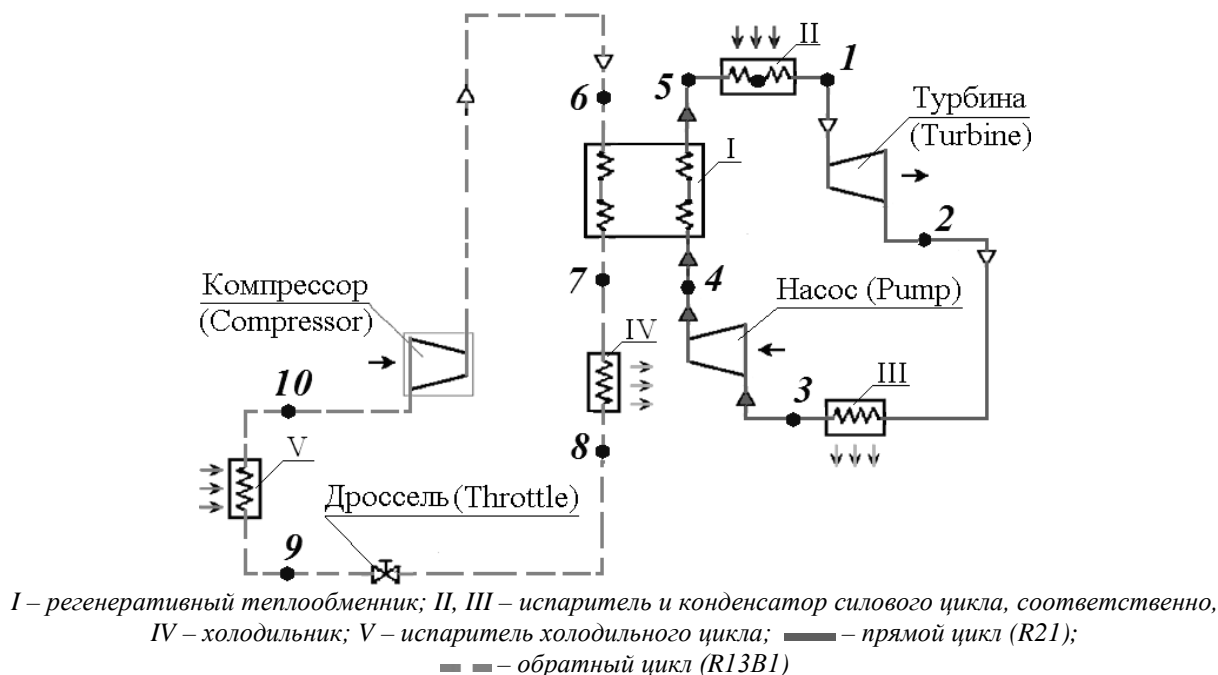 II
1
6
5
Турбина
(Turbine)
I
2
7
4
Компрессор
(Compressor)
Насос (Pump)
IV
III
10
3
8
V
Дроссель (Throttle)
9
I – регенеративный теплообменник; II, III – испаритель и конденсатор силового цикла, соответственно,
IV – холодильник; V – испаритель холодильного цикла; – прямой цикл (R21);
– обратный цикл (R13B1)